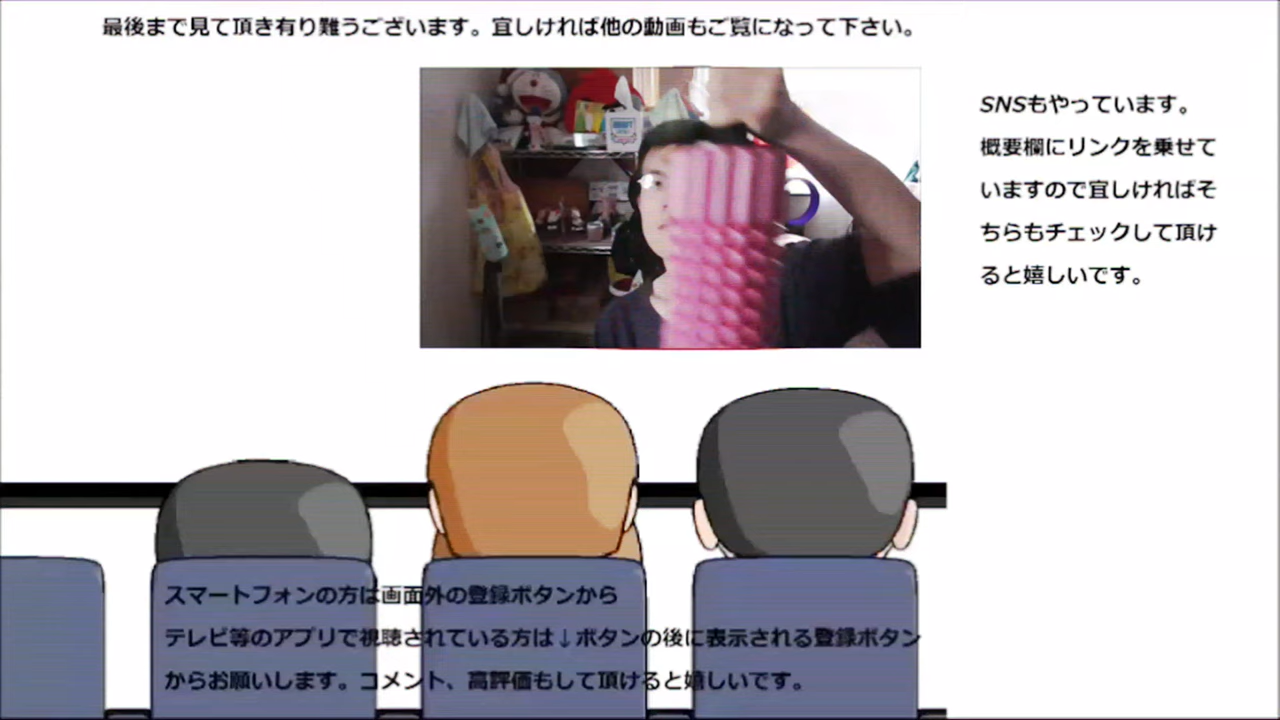 最後まで見て頂き有り難うございます。宜しければ他の動画もご覧になって下さい。
SNSもやっています。
概要欄にリンクを乗せて
いますので宜しければそ
ちらもチェックして頂け
ると嬉しいです。
スマートフォンの方は画面外の登録ボタンから
テレビ等のアプリで視聴されている方は↓ボタンの後に表示される登録ボタン
からお願いします。コメント、高評価もして頂けると嬉しいです。